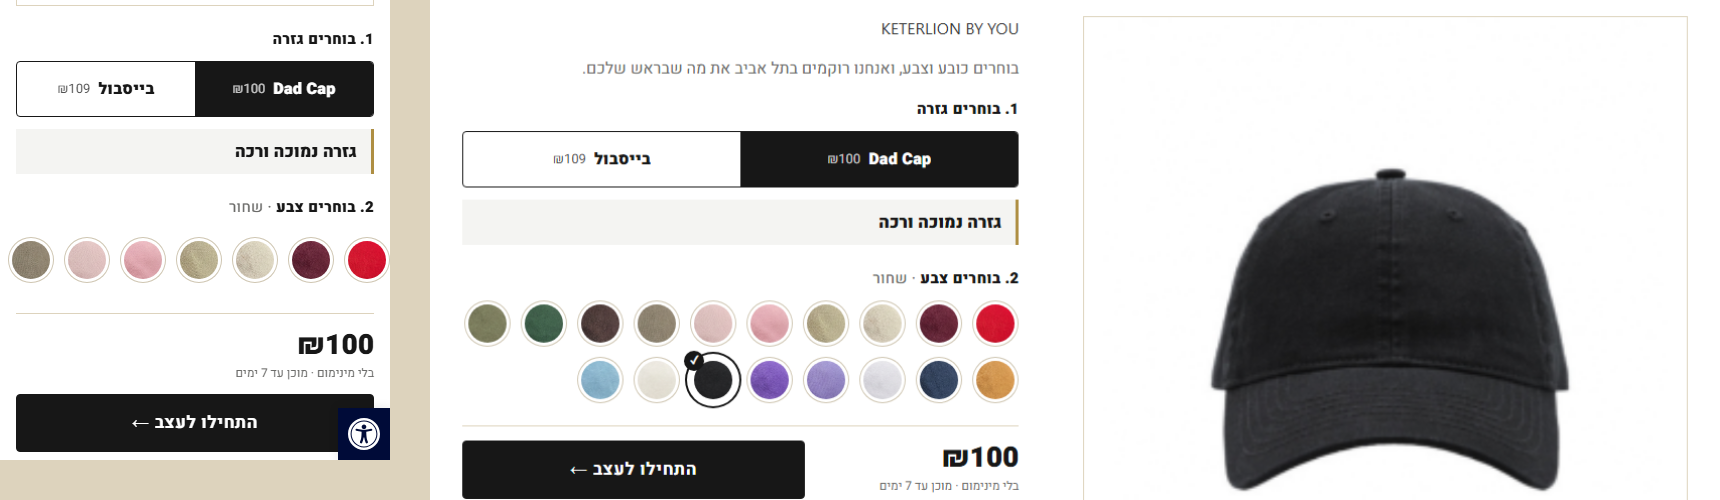 1. בוחרים גזרה
Dad Cap ₪100
בייסבול ₪109
גזרה נמוכה ורכה
2. בוחרים צבע · שחור
₪100
בלי מינימום · מוכן עד 7 ימים
התחילו לעצב ←
KETERLION BY YOU
בוחרים כובע וצבע, ואנחנו רוקמים בתל אביב את מה שבראש שלכם.
1. בוחרים גזרה
Dad Cap ₪100
בייסבול ₪109
גזרה נמוכה ורכה
2. בוחרים צבע · שחור
₪100
בלי מינימום · מוכן עד 7 ימים
התחילו לעצב ←